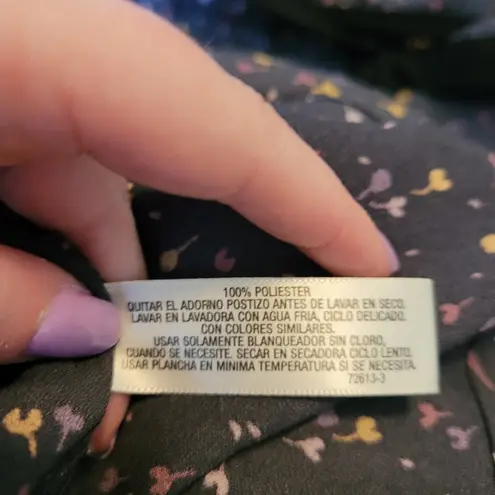 100% POLIESTER
QUITAR EL ADORNO POSTIZO ANTES DE LAVAR EN SECO.
LAVAR EN LAVADORA CON AGUA FRIA, CICLO DELICADO,
CON COLORES SIMILARES.
USAR SOLAMENTE BLANQUEADOR SIN CLORO,
CUANDO SE NECESITE. SECAR EN SECADORA CICLO LENTO.
USAR PLANCHA EN MINIMA TEMPERATURA SI SE NECESITA.
72613-3